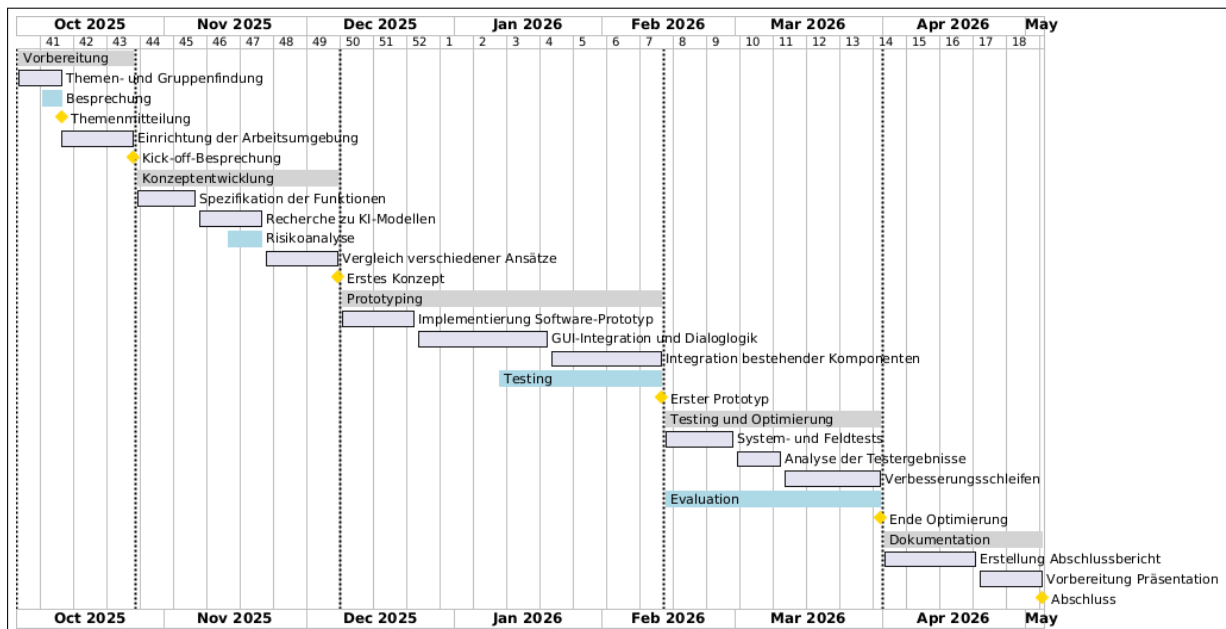 Oct 2025 Nov 2025 Dec 2025 Jan 2026 Feb 2026 Mar 2026 Apr 2026 May
41 42 43 44 45 46 47 48 49 50 51 52 1 2 3 4 5 6 7 8 9 10 11 12 13 14 15 16 17 18
Vorbereitung
Themen- und Gruppenfindung
Besprechung
Themenmitteilung
Einrichtung der Arbeitsumgebung
Kick-off-Besprechung
Konzeptentwicklung
Spezifikation der Funktionen
Recherche zu KI-Modellen
Risikoanalyse
Vergleich verschiedener Ansätze
Erstes Konzept
Prototyping
Implementierung Software-Prototyp
GUI-Integration und Dialoglogik
Integration bestehender Komponenten
Testing
Erster Prototyp
Testing und Optimierung
System- und Feldtests
Analyse der Testergebnisse
Verbesserungsschleifen
Evaluation
Ende Optimierung
Dokumentation
Erstellung Abschlussbericht
Vorbereitung Präsentation
Abschluss
Oct 2025 Nov 2025 Dec 2025 Jan 2026 Feb 2026 Mar 2026 Apr 2026 May